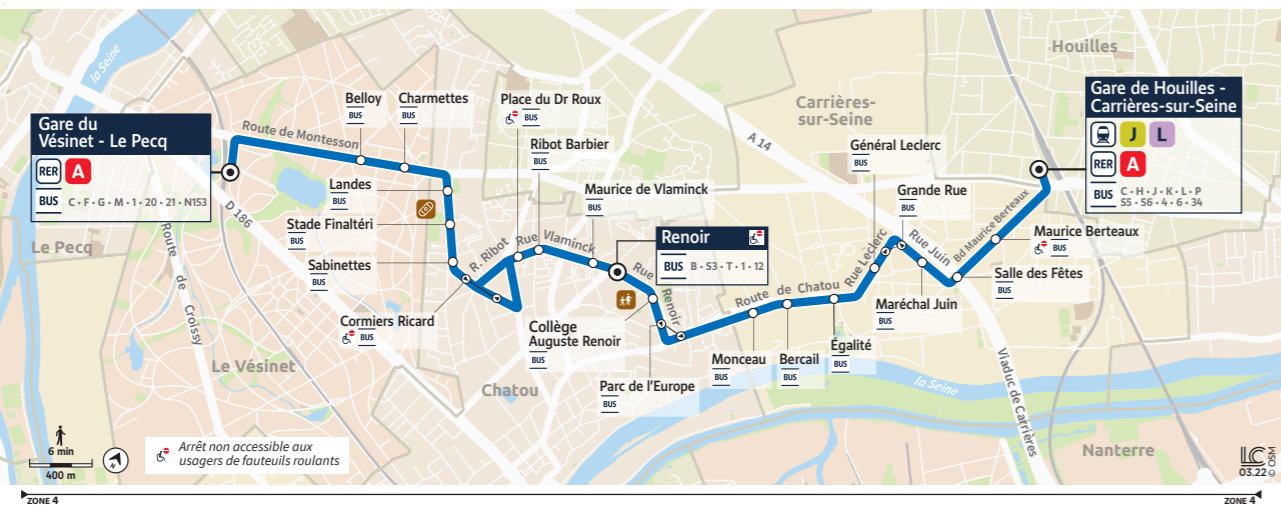 la Seine
Houilles
Gare de Houilles -
Carrières-sur-Seine
J L
RER A
BUS C • H • J • K • L • P
S5 • S6 • 4 • 6 • 34
Belloy
BUS
Charmettes
BUS
Place du Dr Roux
BUS
Carrières-
sur-Seine
A 14
Gare du
Vésinet - Le Pecq
RER A
BUS C • F • G • M • 1 • 20 • 21 • N153
Route de Montesson
Ribot Barbier
BUS
Général Leclerc
BUS
Landes
BUS
Maurice de Vlaminck
BUS
Grande Rue
BUS
D 186
Stade Finaltéri
BUS
Le Pecq
Route de Croissy
Sabinettes
BUS
R. Ribot
Rue Vlaminck
Renoir
BUS B • S3 • T • 1 • 12
Rue Renoir
Rue Leclerc
Rue Juin
Bd Maurice Berteaux
Maurice Berteaux
BUS
Salle des Fêtes
BUS
Route de Chatou
Maréchal Juin
BUS
Cormiers Ricard
BUS
Collège
Auguste Renoir
BUS
Monceau
BUS
Bercail
BUS
Égalité
BUS
Le Vésinet
Chatou
Parc de l'Europe
BUS
la Seine
Viaduc de Carrières
Nanterre
6 min
400 m
N
Arrêt non accessible aux
usagers de fauteuils roulants
LC
03.22
© OSM
ZONE 4
ZONE 4